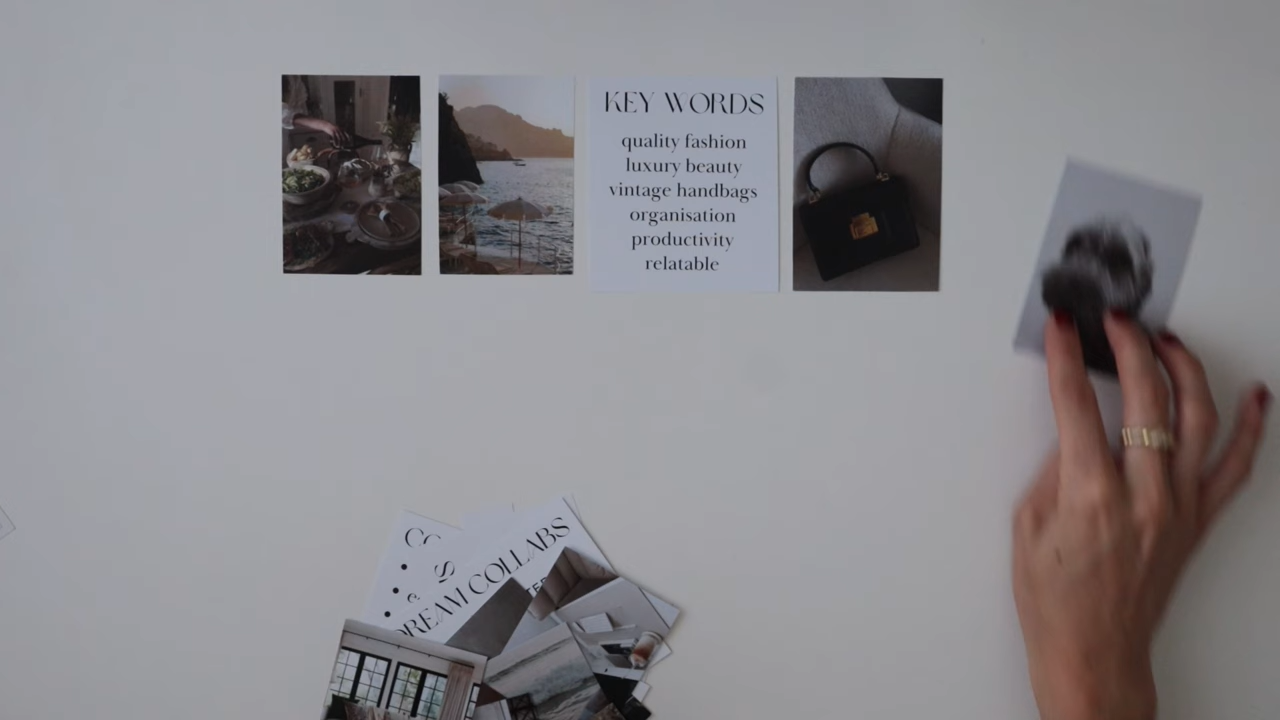 KEY WORDS
quality fashion
luxury beauty
vintage handbags
organisation
productivity
relatable
DREAM COLLABS